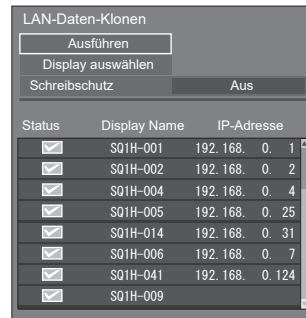 LAN-Daten-Klonen
Ausführen
Display auswählen
Schreibschutz Aus
Status Display Name IP-Adresse
SQ1H-001 192. 168. 0. 1
SQ1H-002 192. 168. 0. 2
SQ1H-004 192. 168. 0. 4
SQ1H-005 192. 168. 0. 25
SQ1H-014 192. 168. 0. 31
SQ1H-006 192. 168. 0. 7
SQ1H-041 192. 168. 0. 124
SQ1H-009